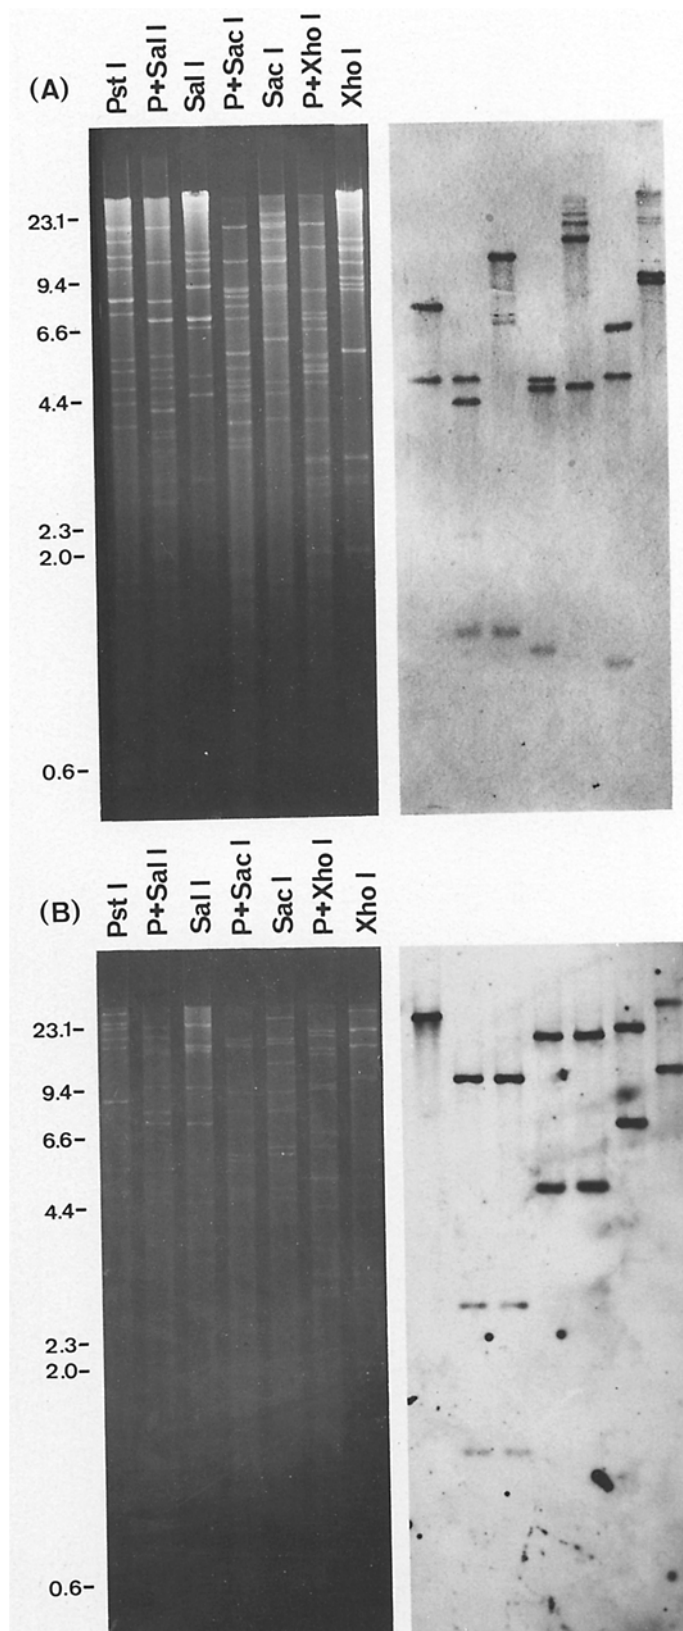 (A)
Pst I
P+Sal I
Sal I
P+Sac I
Sac I
P+Xho I
Xho I
23.1-
9.4-
6.6-
4.4-
2.3-
2.0-
0.6-
(B)
Pst I
P+Sal I
Sal I
P+Sac I
Sac I
P+Xho I
Xho I
23.1-
9.4-
6.6-
4.4-
2.3-
2.0-
0.6-